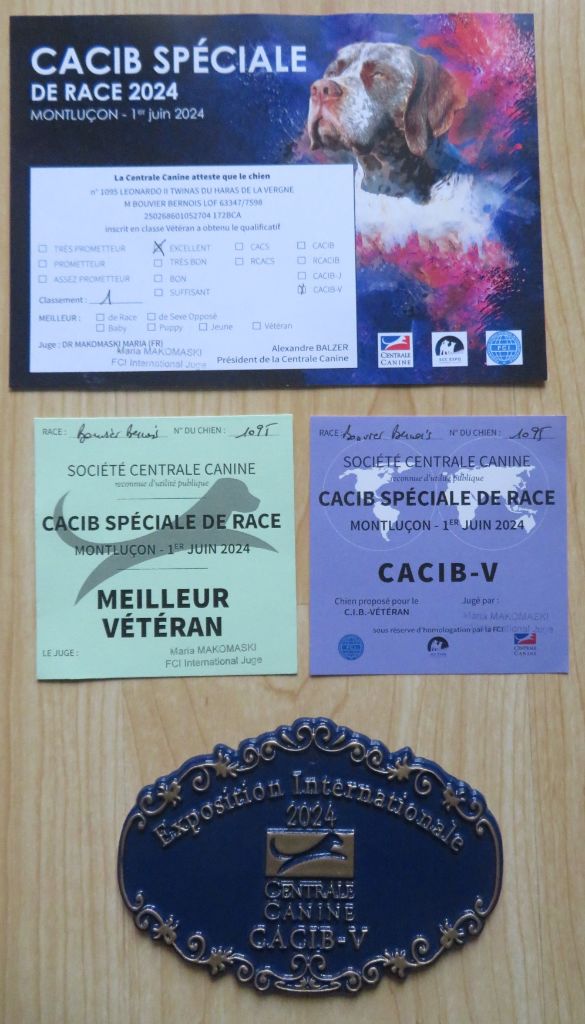 CACIB SPÉCIALE
DE RACE 2024
MONTLUÇON - 1er juin 2024
La Centrale Canine atteste que le chien
n° 1095 LEONARDO II TWINAS DU HARAS DE LA VERGNE
M BOUVIER BERNOIS LOF 63347/7598
250268601052704 172BCA
inscrit en classe Vétéran a obtenu le qualificatif
TRÈS PROMETTEUR EXCELLENT CACS CACIB
PROMETTEUR TRÈS BON RCACS RCACIB
ASSEZ PROMETTEUR BON CACIB-J
SUFFISANT CACIB-V
Classement : 1
MEILLEUR : de Race de Sexe Opposé
Baby Puppy Jeune Vétéran
Juge : DR MAKOMASKI MARIA (FR)
Maria MAKOMASKI
FCI International Juge
Alexandre BALZER
Président de la Centrale Canine
CENTRALE
CANINE
SCC EXPO
FCI
RACE : Bouvier Bernois N° DU CHIEN : 1095
SOCIÉTÉ CENTRALE CANINE
reconnue d'utilité publique
CACIB SPÉCIALE DE RACE
MONTLUÇON - 1ER JUIN 2024
MEILLEUR
VÉTÉRAN
LE JUGE :
Maria MAKOMASKI
FCI International Juge
RACE : Bouvier Bernois N° DU CHIEN : 1095
SOCIÉTÉ CENTRALE CANINE
reconnue d'utilité publique
CACIB SPÉCIALE DE RACE
MONTLUÇON - 1ER JUIN 2024
CACIB-V
Chien proposé pour le
C.I.B.-VÉTÉRAN
Jugé par :
Maria MAKOMASKI
FCI International Juge
sous réserve d'homologation par la FCI
FCI
CENTRALE
CANINE
Exposition Internationale
2024
CENTRALE
CANINE
CACIB-V